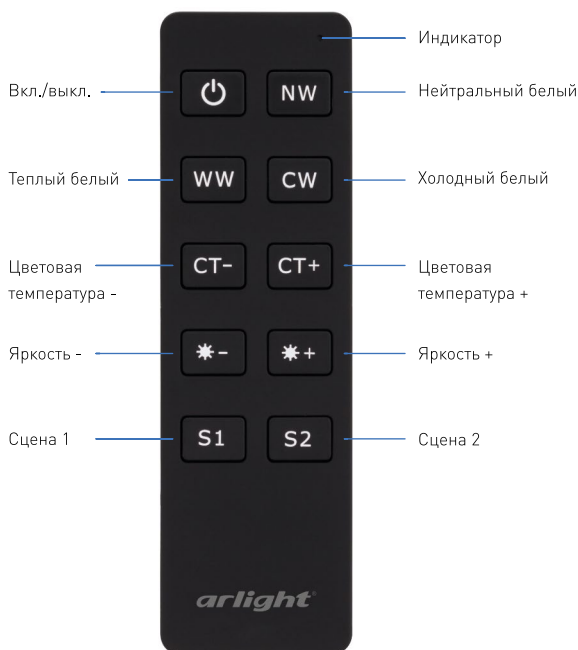 Индикатор
Вкл./выкл.
NW
Нейтральный белый
Теплый белый
WW
CW
Холодный белый
Цветовая
температура -
CT-
CT+
Цветовая
температура +
Яркость -
-
+
Яркость +
Сцена 1
S1
S2
Сцена 2
arlight